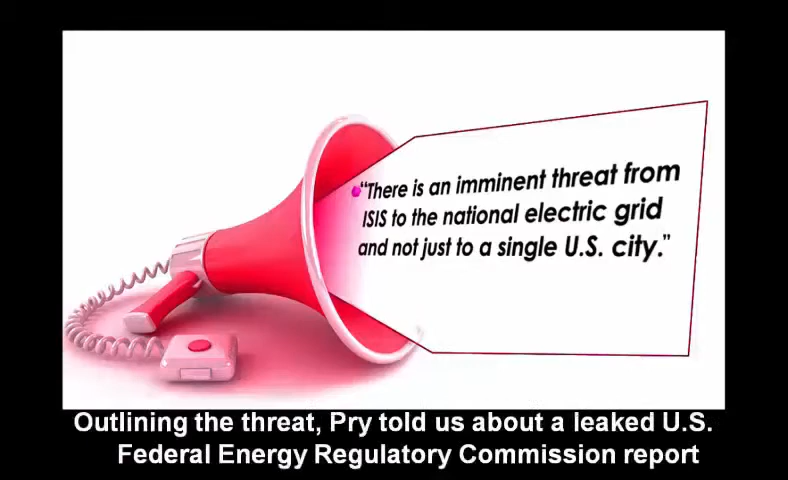 "There is an imminent threat from
ISIS to the national electric grid
and not just to a single U.S. city."
Outlining the threat, Pry told us about a leaked U.S.
Federal Energy Regulatory Commission report